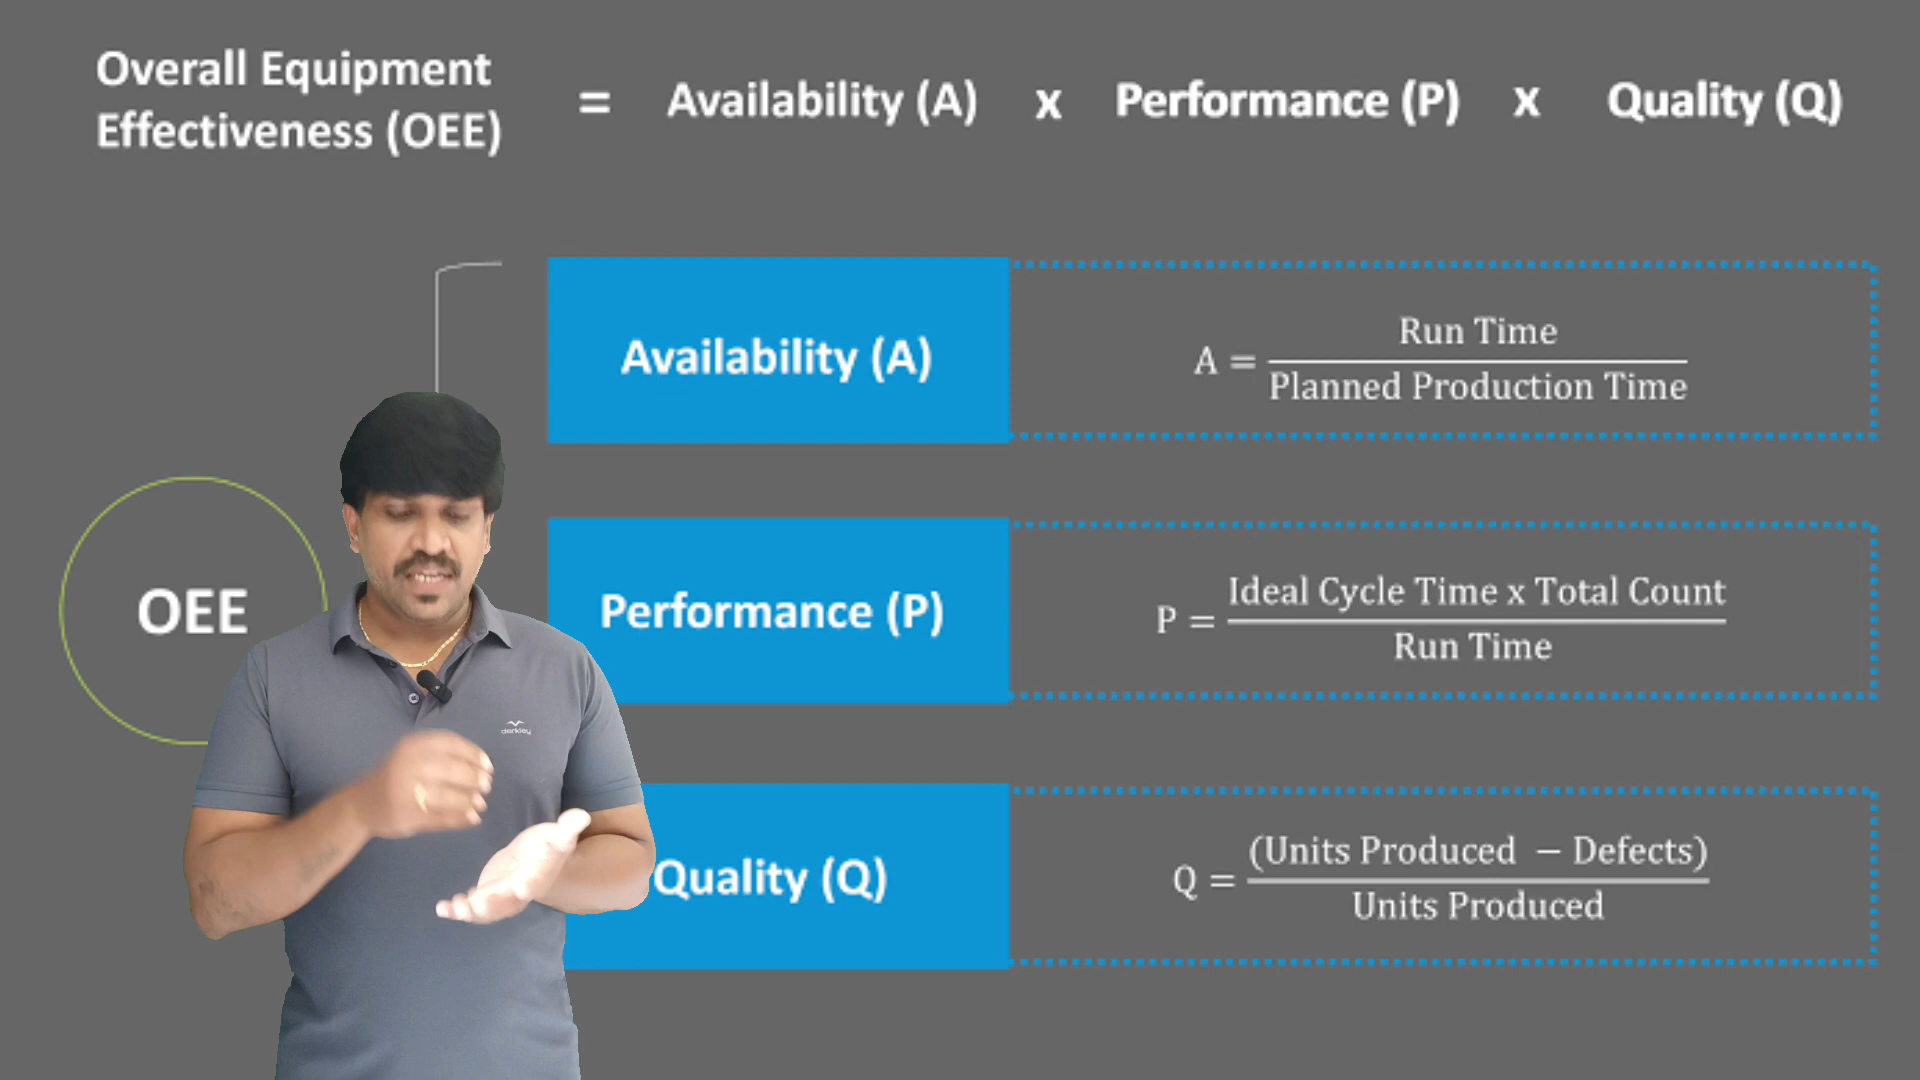 Overall Equipment
Effectiveness (OEE)
= Availability (A) x Performance (P) x Quality (Q)
Availability (A)
A = Run Time
Planned Production Time
OEE
Performance (P)
P = Ideal Cycle Time x Total Count
Run Time
derkley
Quality (Q)
Q = (Units Produced – Defects)
Units Produced